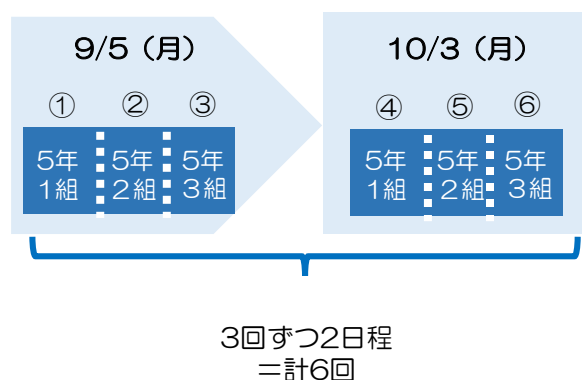 9/5（月）
① ② ③
5年 5年 5年
1組 2組 3組
10/3（月）
④ ⑤ ⑥
5年 5年 5年
1組 2組 3組
3回ずつ2日程
＝計6回